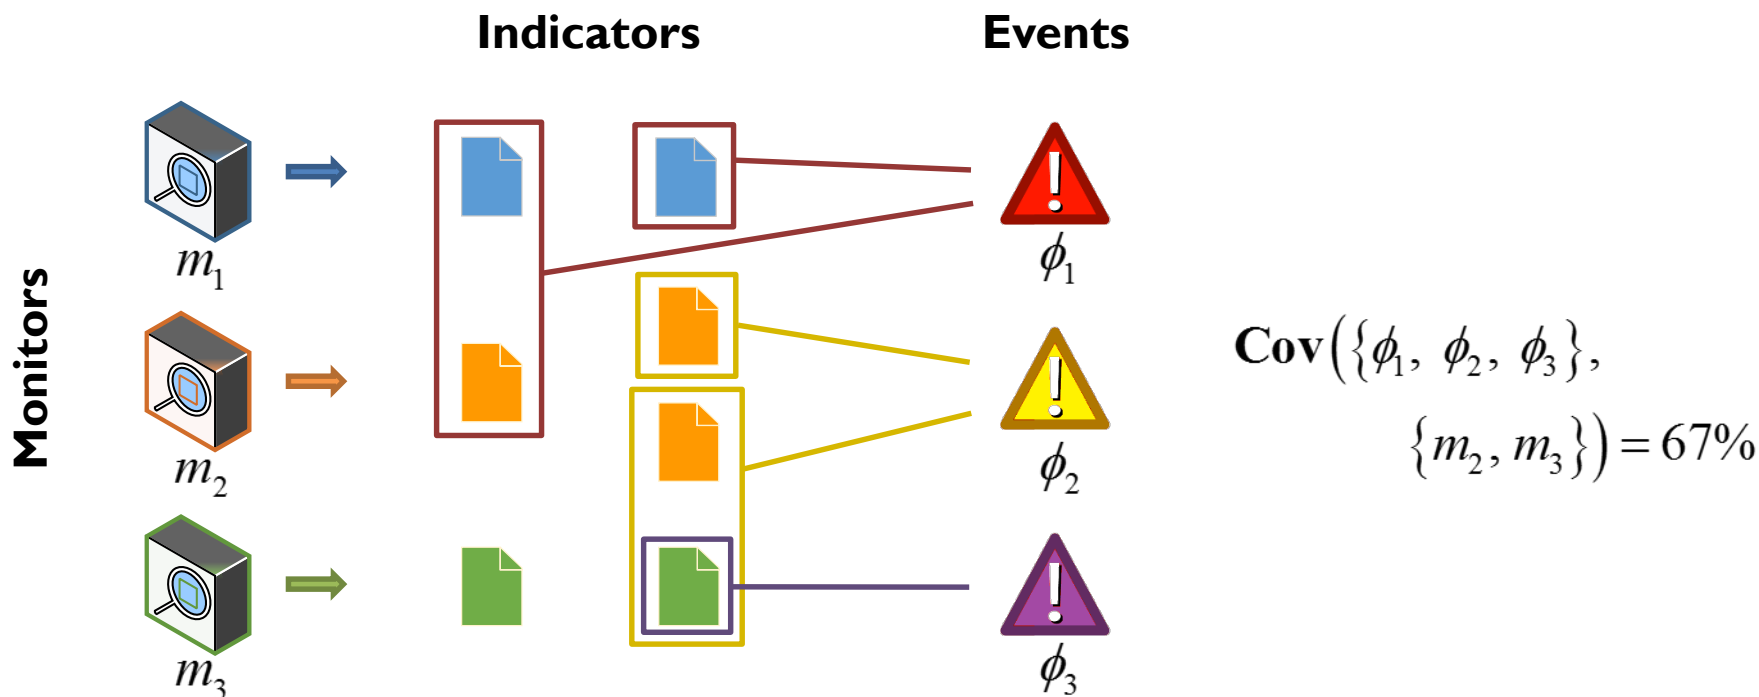 Indicators
Events
Monitors
m₁
m₂
m₃
ϕ₁
ϕ₂
ϕ₃
Cov({ϕ₁, ϕ₂, ϕ₃},
{m₂, m₃}) = 67%